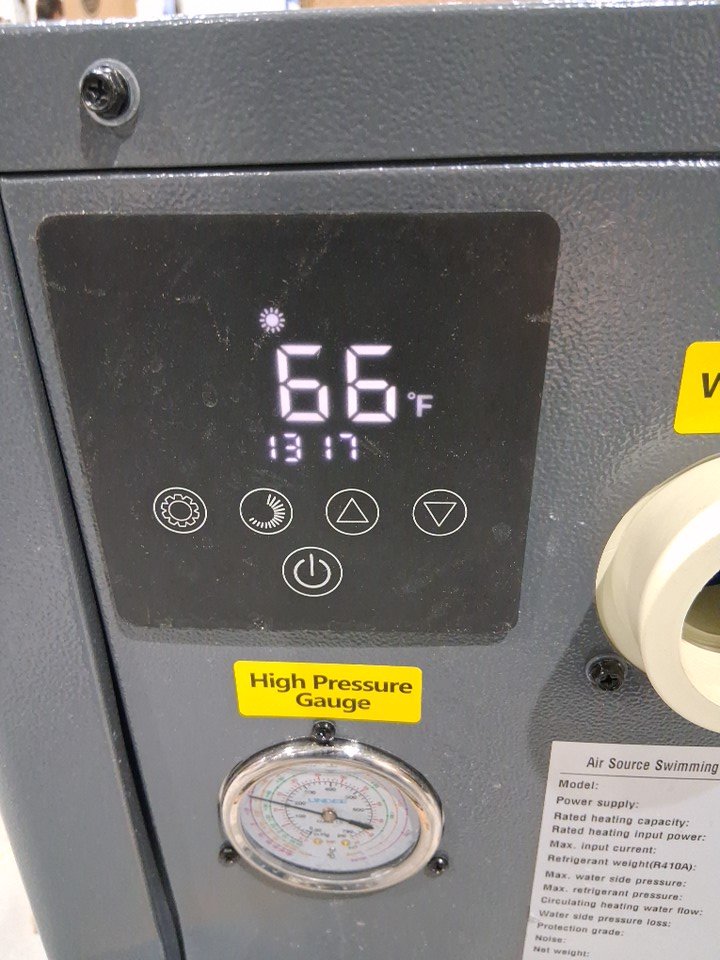 66 °F
13 17
V
High Pressure
Gauge
Air Source Swimming
Model:
Power supply:
Rated heating capacity:
Rated heating input power:
Max. input current:
Refrigerant weight(R410A):
Max. water side pressure:
Max. refrigerant pressure:
Circulating heating water flow:
Water side pressure loss:
Protection grade:
Noise:
Net weight: